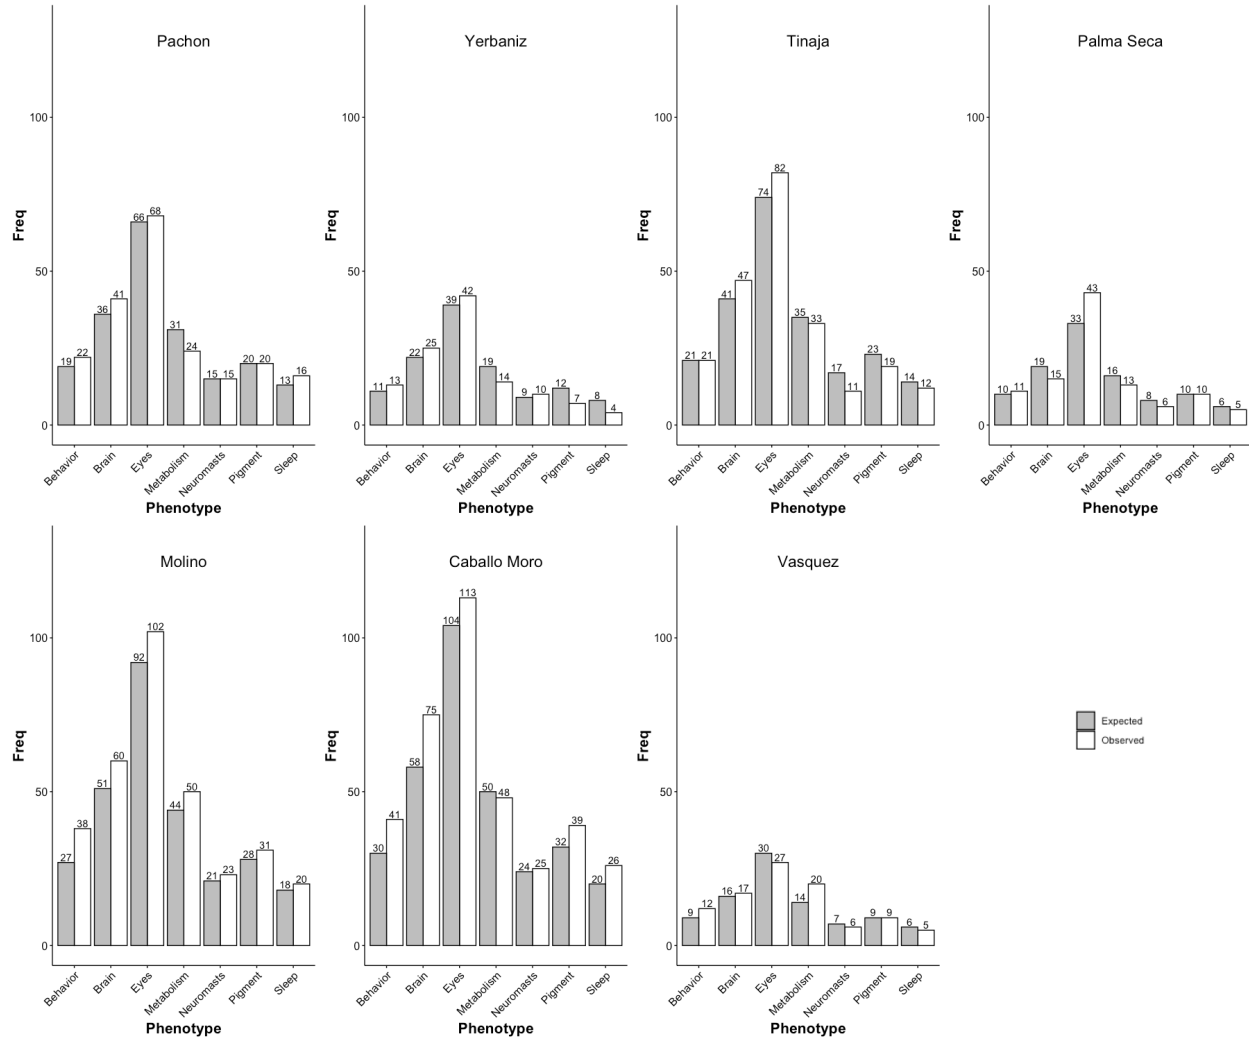 Pachon
Freq
100
50
0
19 22 36 41 66 68 31 24 15 15 20 20 13 16
Behavior Brain Eyes Metabolism Neuromasts Pigment Sleep
Phenotype
Yerbaniz
Freq
100
50
0
11 13 22 25 39 42 19 14 9 10 12 7 8 4
Behavior Brain Eyes Metabolism Neuromasts Pigment Sleep
Phenotype
Tinaja
Freq
100
50
0
21 21 41 47 74 82 35 33 17 11 23 19 14 12
Behavior Brain Eyes Metabolism Neuromasts Pigment Sleep
Phenotype
Palma Seca
Freq
100
50
0
10 11 19 15 33 43 16 13 8 6 10 10 6 5
Behavior Brain Eyes Metabolism Neuromasts Pigment Sleep
Phenotype
Molino
Freq
100
50
0
27 38 51 60 92 102 44 50 21 23 28 31 18 20
Behavior Brain Eyes Metabolism Neuromasts Pigment Sleep
Phenotype
Caballo Moro
Freq
100
50
0
30 41 58 75 104 113 50 48 24 25 32 39 20 26
Behavior Brain Eyes Metabolism Neuromasts Pigment Sleep
Phenotype
Vasquez
Freq
100
50
0
9 12 16 17 30 27 14 20 7 6 9 9 6 5
Behavior Brain Eyes Metabolism Neuromasts Pigment Sleep
Phenotype
Expected
Observed